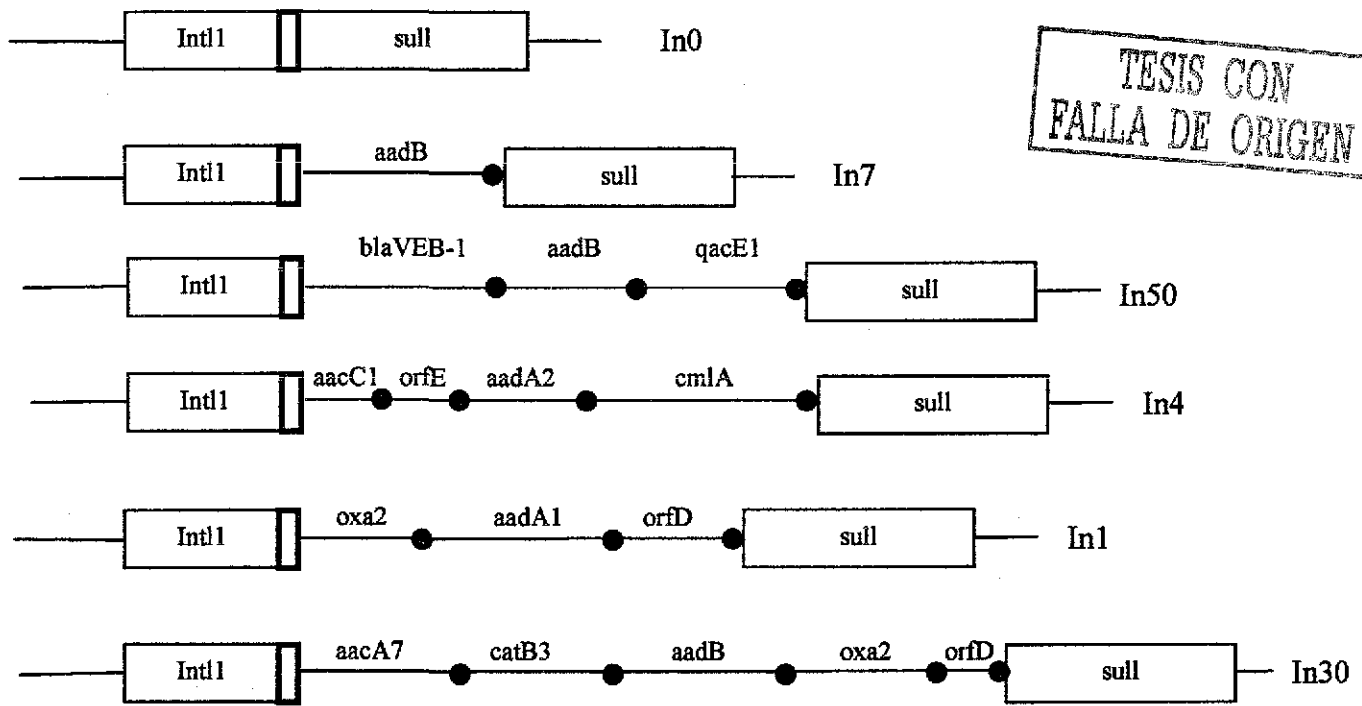 Intl1 sull In0
TESIS CON
FALLA DE ORIGEN
aadB
Intl1 sull In7
blaVEB-1 aadB qacE1
Intl1 sull In50
aacC1 orfE aadA2 cmlA
Intl1 sull In4
oxa2 aadA1 orfD
Intl1 sull In1
aacA7 catB3 aadB oxa2 orfD
Intl1 sull In30